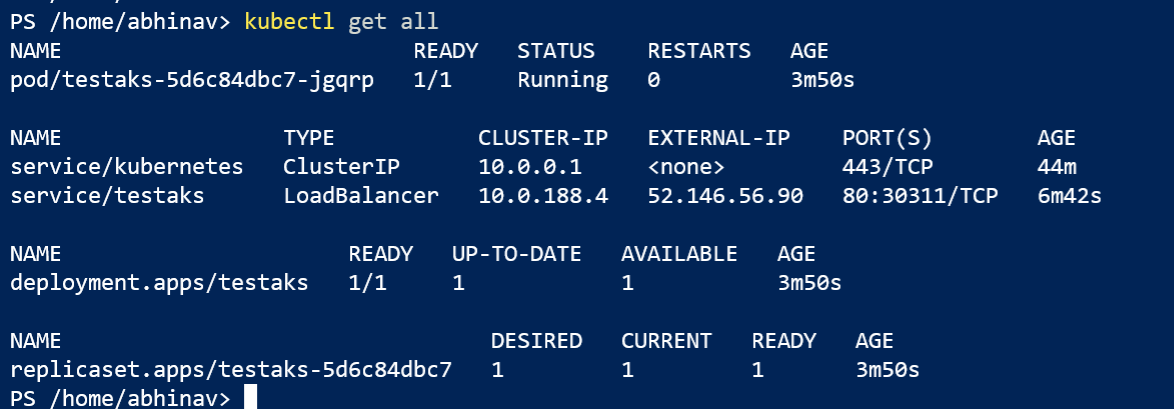 PS /home/abhinav> kubectl get all
NAME READY STATUS RESTARTS AGE
pod/testaks-5d6c84dbc7-jgqrp 1/1 Running 0 3m50s
NAME TYPE CLUSTER-IP EXTERNAL-IP PORT(S) AGE
service/kubernetes ClusterIP 10.0.0.1 <none> 443/TCP 44m
service/testaks LoadBalancer 10.0.188.4 52.146.56.90 80:30311/TCP 6m42s
NAME READY UP-TO-DATE AVAILABLE AGE
deployment.apps/testaks 1/1 1 1 3m50s
NAME DESIRED CURRENT READY AGE
replicaset.apps/testaks-5d6c84dbc7 1 1 1 3m50s
PS /home/abhinav>